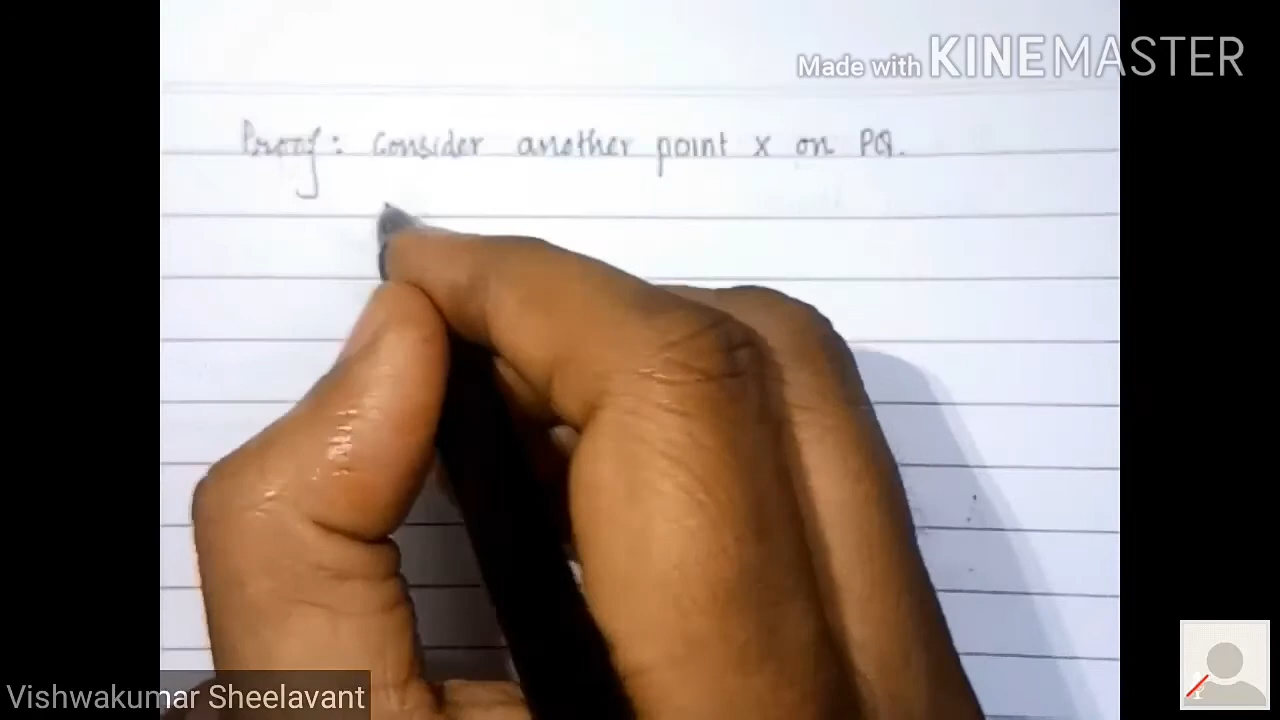 Made with KINEMASTER
Proof: Consider another point x on PQ.
Vishwakumar Sheelavant